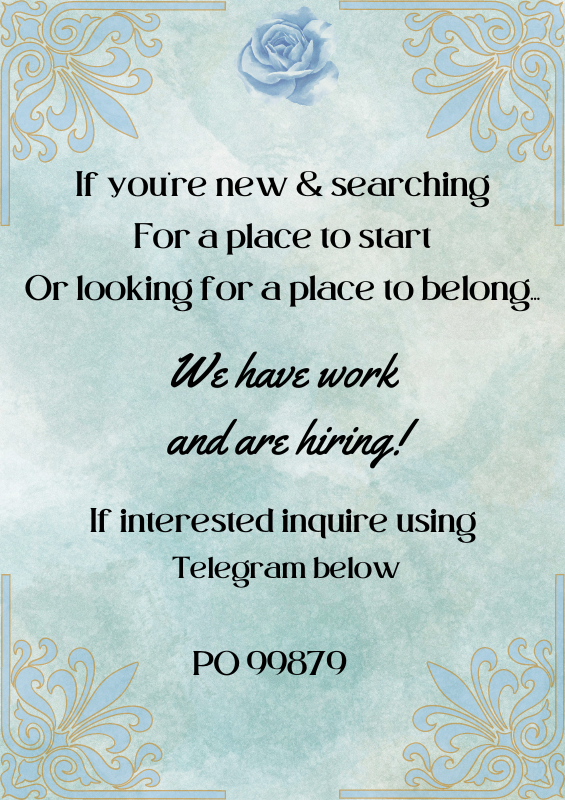 If you're new & searching
For a place to start
Or looking for a place to belong...
We have work
and are hiring!
If interested inquire using
Telegram below
PO 99879